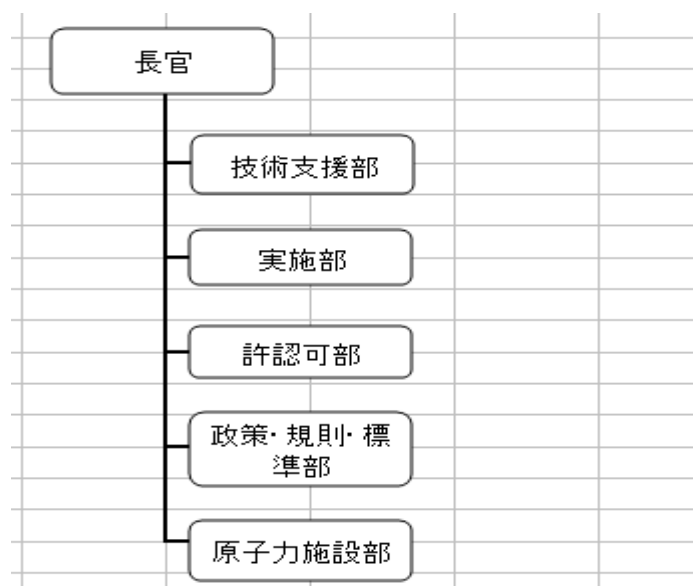 長官
技術支援部
実施部
許認可部
政策・規則・標
準部
原子力施設部